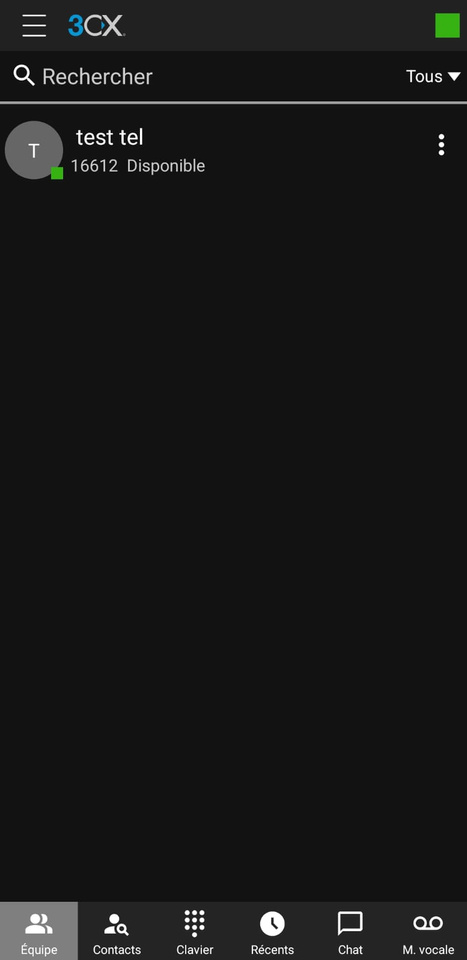 3CX
Rechercher
Tous
T
test tel
16612 Disponible
Équipe
Contacts
Clavier
Récents
Chat
M. vocale